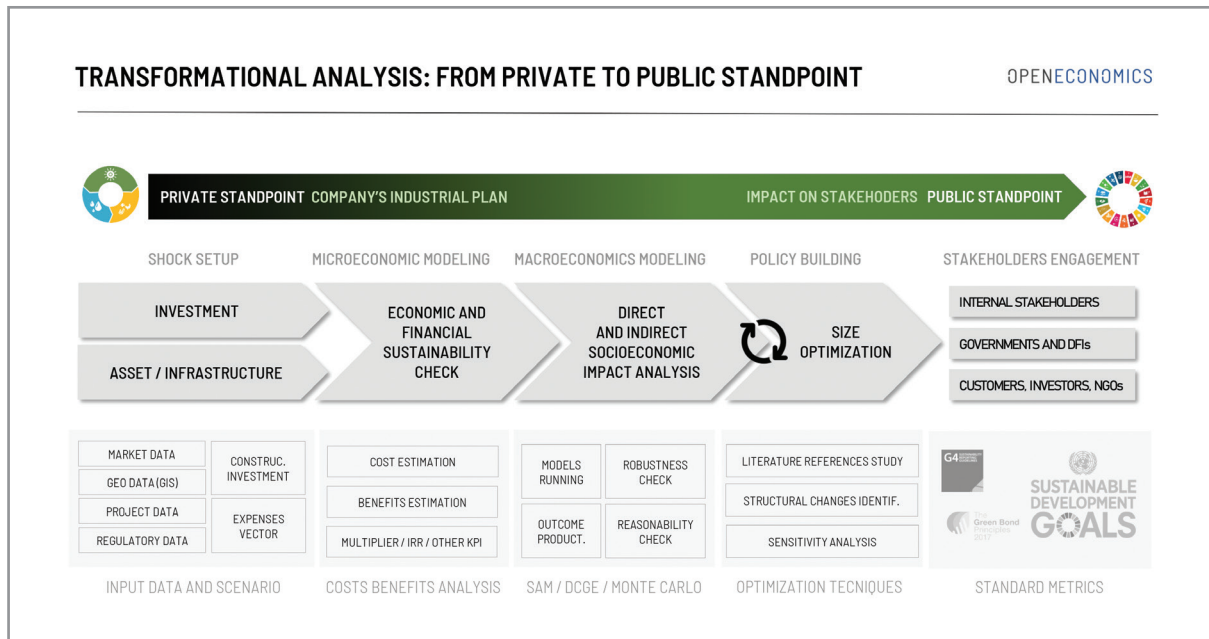 TRANSFORMATIONAL ANALYSIS: FROM PRIVATE TO PUBLIC STANDPOINT
OPENECONOMICS
PRIVATE STANDPOINT COMPANY'S INDUSTRIAL PLAN
IMPACT ON STAKEHODERS PUBLIC STANDPOINT
SHOCK SETUP
MICROECONOMIC MODELING
MACROECONOMICS MODELING
POLICY BUILDING
STAKEHOLDERS ENGAGEMENT
INVESTMENT
ASSET / INFRASTRUCTURE
ECONOMIC AND
FINANCIAL
SUSTAINABILITY
CHECK
DIRECT
AND INDIRECT
SOCIOECONOMIC
IMPACT ANALYSIS
SIZE
OPTIMIZATION
INTERNAL STAKEHOLDERS
GOVERNMENTS AND DFIs
CUSTOMERS, INVESTORS, NGOs
MARKET DATA
GEO DATA (GIS)
PROJECT DATA
REGULATORY DATA
CONSTRUC.
INVESTMENT
EXPENSES
VECTOR
COST ESTIMATION
BENEFITS ESTIMATION
MULTIPLIER / IRR / OTHER KPI
MODELS
RUNNING
ROBUSTNESS
CHECK
OUTCOME
PRODUCT.
REASONABILITY
CHECK
LITERATURE REFERENCES STUDY
STRUCTURAL CHANGES IDENTIF.
SENSITIVITY ANALYSIS
G4
The
Green Bond
Principles
2017
SUSTAINABLE
DEVELOPMENT
GOALS
INPUT DATA AND SCENARIO
COSTS BENEFITS ANALYSIS
SAM / DCGE / MONTE CARLO
OPTIMIZATION TECNIQUES
STANDARD METRICS